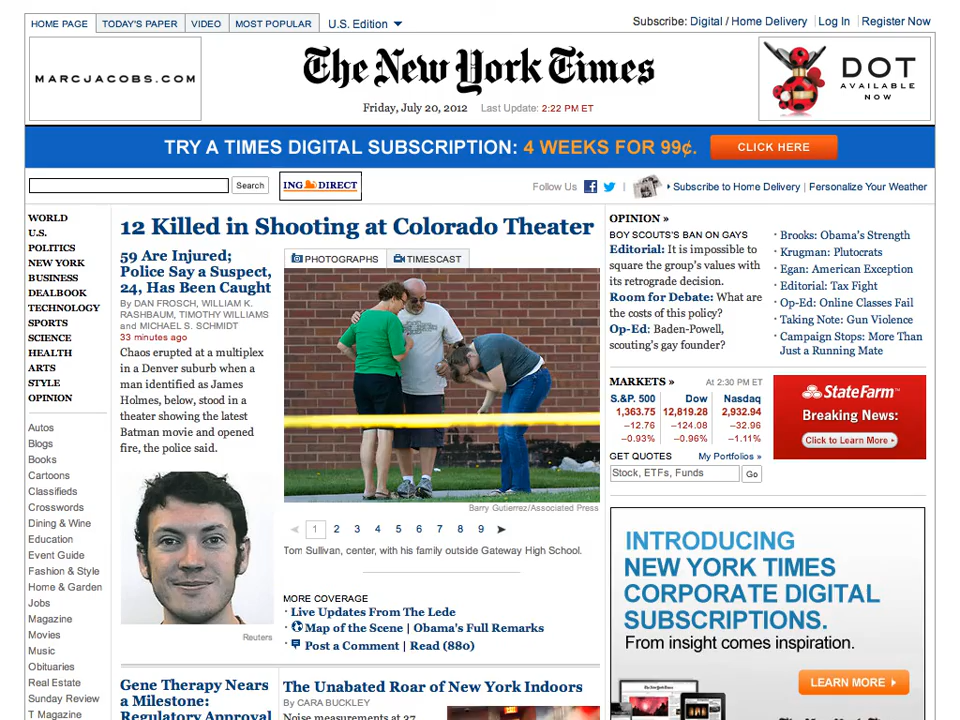 HOME PAGE
TODAY'S PAPER
VIDEO
MOST POPULAR
U.S. Edition
Subscribe: Digital / Home Delivery
Log In
Register Now
MARCJACOBS.COM
The New York Times
Friday, July 20, 2012 Last Update: 2:22 PM ET
DOT
AVAILABLE
NOW
TRY A TIMES DIGITAL SUBSCRIPTION: 4 WEEKS FOR 99¢.
CLICK HERE
Search
ING DIRECT
Follow Us
Subscribe to Home Delivery | Personalize Your Weather
WORLD
U.S.
POLITICS
NEW YORK
BUSINESS
DEALBOOK
TECHNOLOGY
SPORTS
SCIENCE
HEALTH
ARTS
STYLE
OPINION
Autos
Blogs
Books
Cartoons
Classifieds
Crosswords
Dining & Wine
Education
Event Guide
Fashion & Style
Home & Garden
Jobs
Magazine
Movies
Music
Obituaries
Real Estate
Sunday Review
T Magazine
12 Killed in Shooting at Colorado Theater
59 Are Injured;
Police Say a Suspect,
24, Has Been Caught
By DAN FROSCH, WILLIAM K.
RASHBAUM, TIMOTHY WILLIAMS
and MICHAEL S. SCHMIDT
33 minutes ago
Chaos erupted at a multiplex
in a Denver suburb when a
man identified as James
Holmes, below, stood in a
theater showing the latest
Batman movie and opened
fire, the police said.
Reuters
PHOTOGRAPHS
TIMESCAST
Barry Gutierrez/Associated Press
1 2 3 4 5 6 7 8 9
Tom Sullivan, center, with his family outside Gateway High School.
MORE COVERAGE
Live Updates From The Lede
Map of the Scene | Obama's Full Remarks
Post a Comment | Read (880)
Gene Therapy Nears
a Milestone:
Regulatory Approval
The Unabated Roar of New York Indoors
By CARA BUCKLEY
Noise measurements at 37
OPINION »
BOY SCOUTS'S BAN ON GAYS
Editorial: It is impossible to
square the group's values with
its retrograde decision.
Room for Debate: What are
the costs of this policy?
Op-Ed: Baden-Powell,
scouting's gay founder?
Brooks: Obama's Strength
Krugman: Plutocrats
Egan: American Exception
Editorial: Tax Fight
Op-Ed: Online Classes Fail
Taking Note: Gun Violence
Campaign Stops: More Than
Just a Running Mate
MARKETS »
At 2:30 PM ET
S.&P. 500 Dow Nasdaq
1,363.75 12,819.28 2,932.94
–12.76 –124.08 –32.96
–0.93% –0.96% –1.11%
GET QUOTES
My Portfolios »
Stock, ETFs, Funds
Go
StateFarm™
Breaking News:
Click to Learn More
INTRODUCING
NEW YORK TIMES
CORPORATE DIGITAL
SUBSCRIPTIONS.
From insight comes inspiration.
LEARN MORE